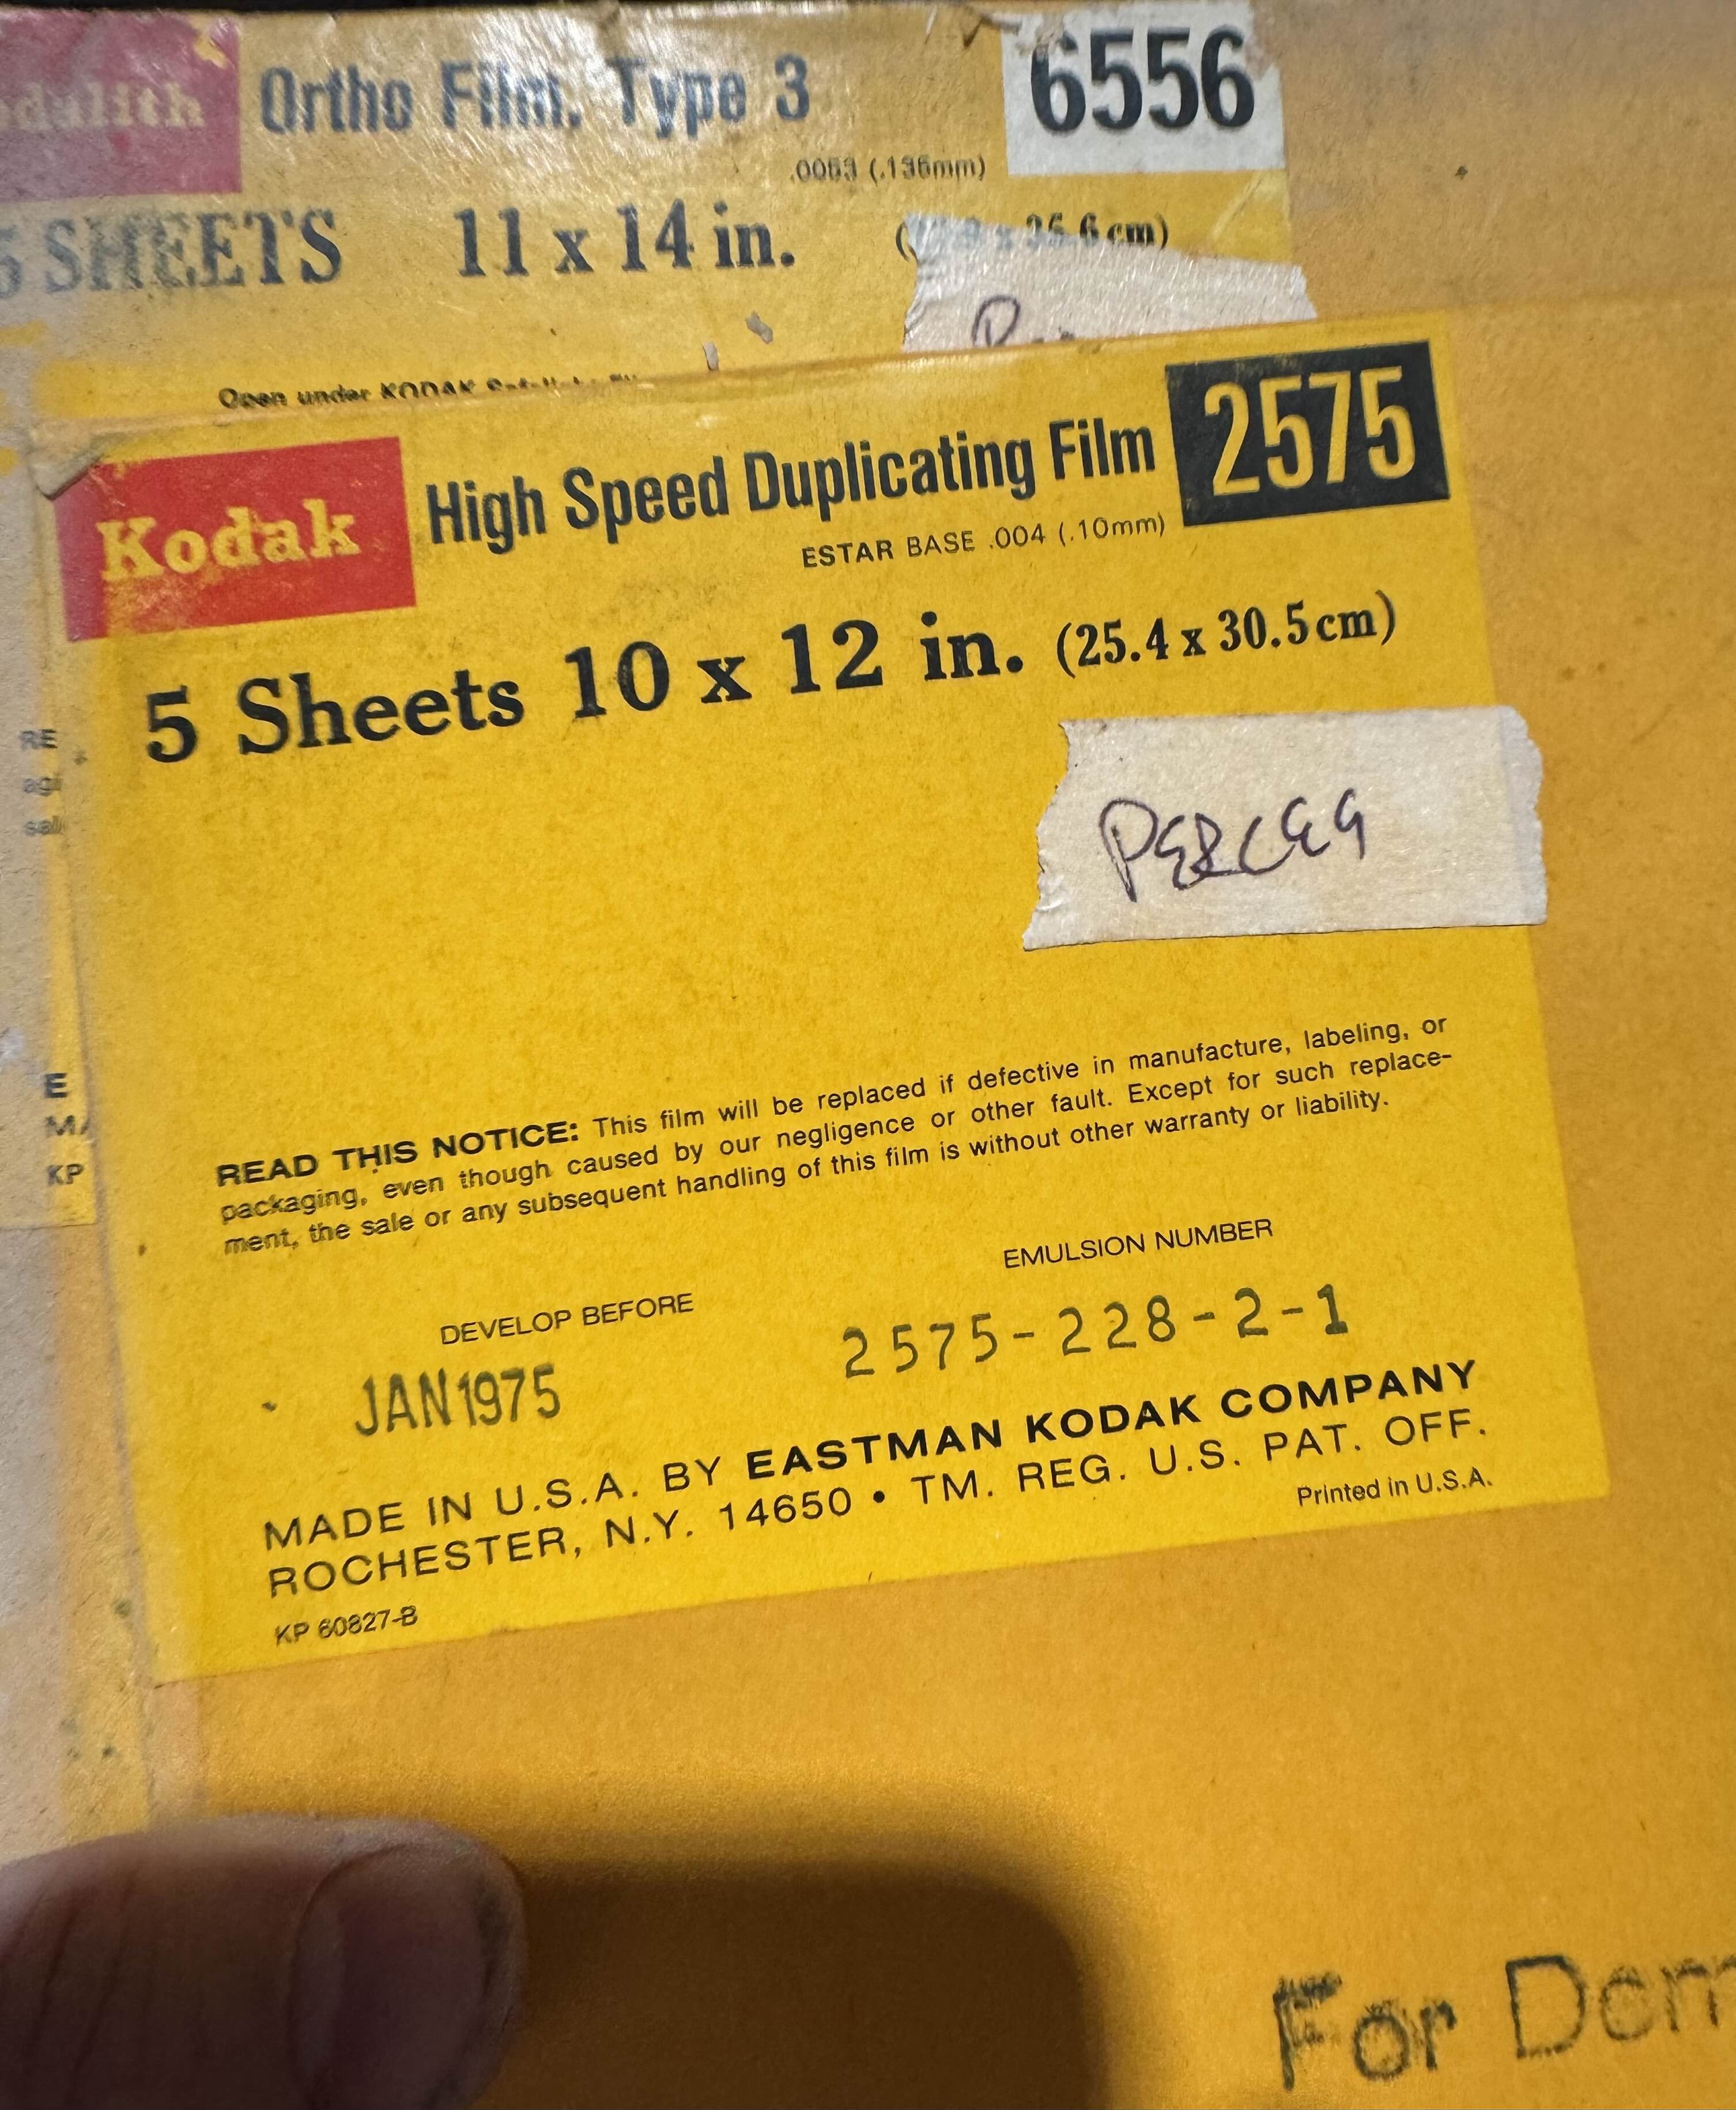 Ortho Film, Type 3
6556
.0053 (.136mm)
SHEETS 11 x 14 in.
Open under KODAK
Kodak
High Speed Duplicating Film
2575
ESTAR BASE .004 (.10mm)
5 Sheets 10 x 12 in. (25.4 x 30.5cm)
READ THIS NOTICE: This film will be replaced if defective in manufacture, labeling, or
packaging, even though caused by our negligence or other fault. Except for such replace-
ment, the sale or any subsequent handling of this film is without other warranty or liability.
EMULSION NUMBER
DEVELOP BEFORE
2575-228-2-1
JAN 1975
MADE IN U.S.A. BY EASTMAN KODAK COMPANY
ROCHESTER, N.Y. 14650 • TM. REG. U.S. PAT. OFF.
Printed in U.S.A.
KP 60827-B
KP
For